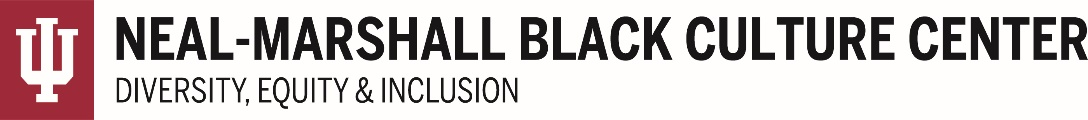 NEAL-MARSHALL BLACK CULTURE CENTER
DIVERSITY, EQUITY & INCLUSION